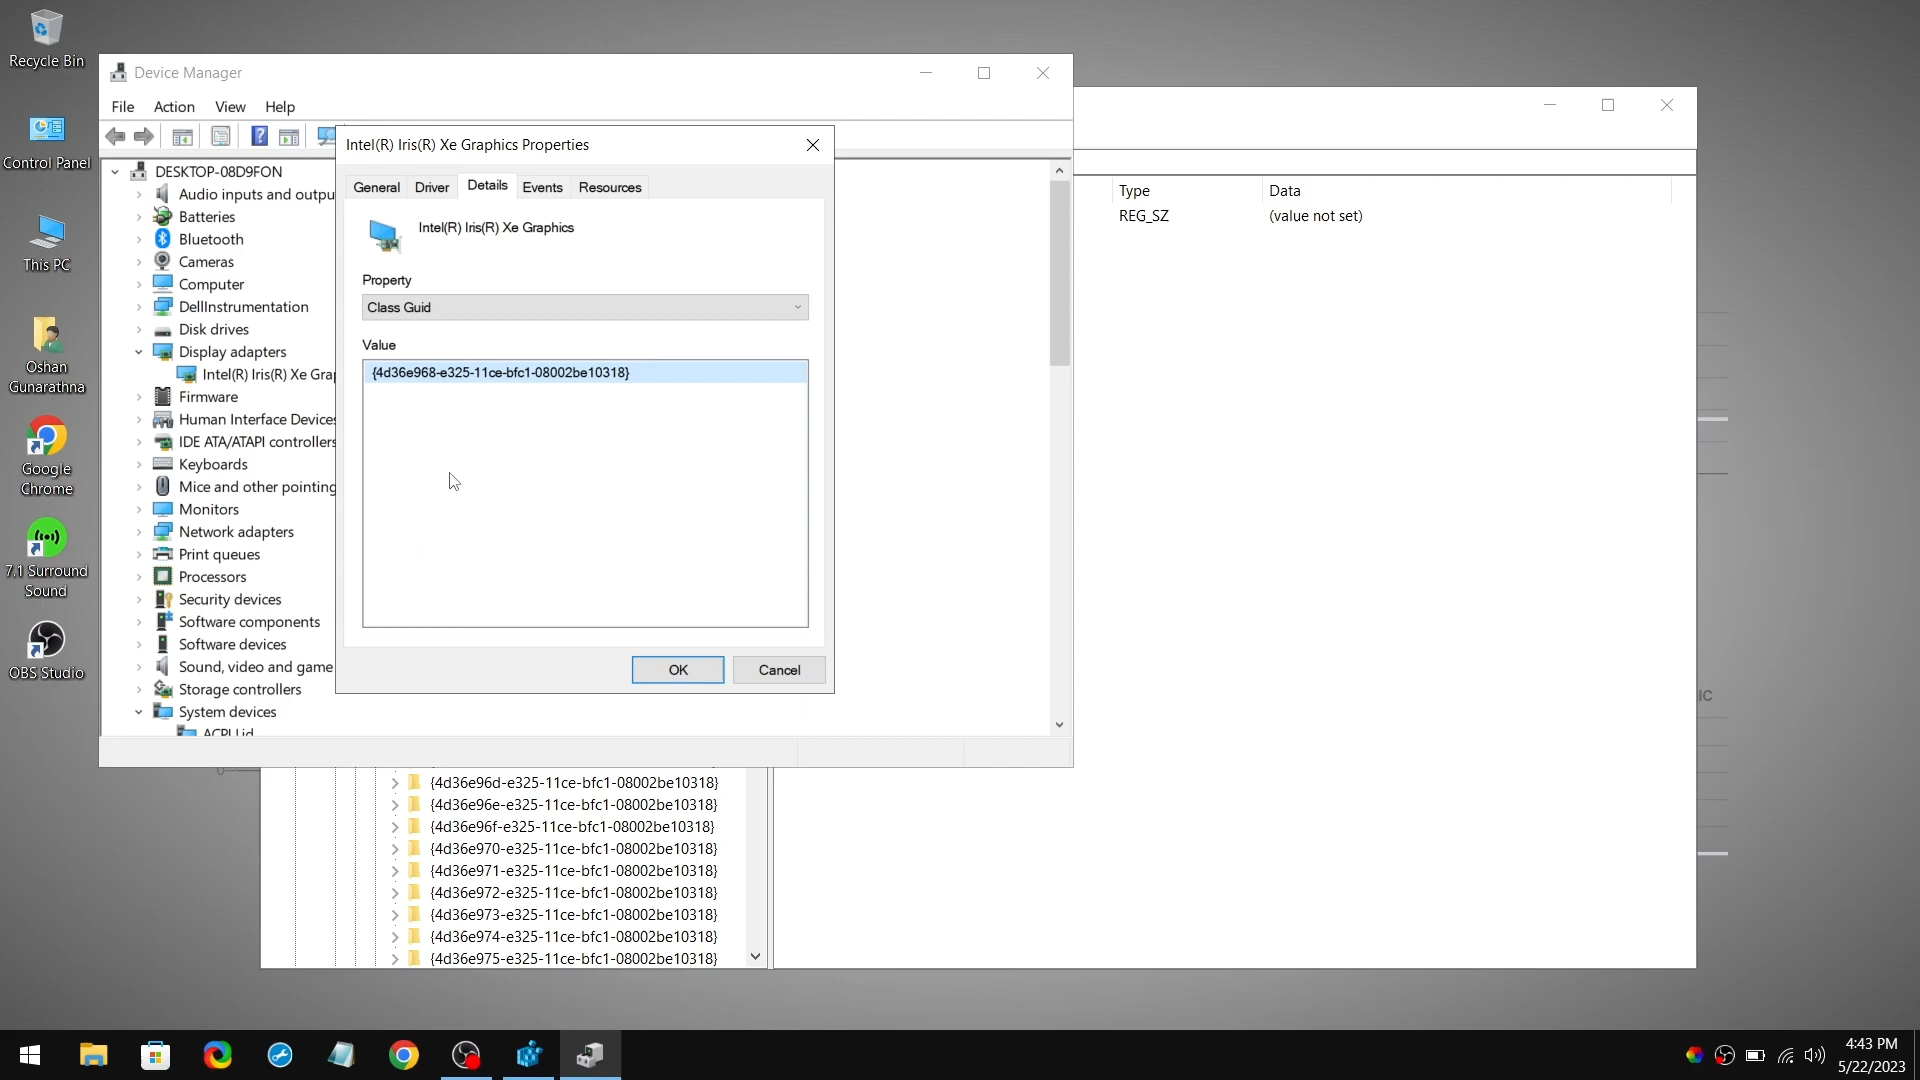 Recycle Bin
Control Panel
This PC
Oshan
Gunarathna
Google
Chrome
7.1 Surround
Sound
OBS Studio
Device Manager
File Action View Help
DESKTOP-08D9FON
Audio inputs and outpu
Batteries
Bluetooth
Cameras
Computer
DellInstrumentation
Disk drives
Display adapters
Intel(R) Iris(R) Xe Gra
Firmware
Human Interface Devices
IDE ATA/ATAPI controllers
Keyboards
Mice and other pointing
Monitors
Network adapters
Print queues
Processors
Security devices
Software components
Software devices
Sound, video and game
Storage controllers
System devices
ACPI Lid
Intel(R) Iris(R) Xe Graphics Properties
General Driver Details Events Resources
Intel(R) Iris(R) Xe Graphics
Property
Class Guid
Value
{4d36e968-e325-11ce-bfc1-08002be10318}
OK Cancel
Type Data
REG_SZ (value not set)
{4d36e96d-e325-11ce-bfc1-08002be10318}
{4d36e96e-e325-11ce-bfc1-08002be10318}
{4d36e96f-e325-11ce-bfc1-08002be10318}
{4d36e970-e325-11ce-bfc1-08002be10318}
{4d36e971-e325-11ce-bfc1-08002be10318}
{4d36e972-e325-11ce-bfc1-08002be10318}
{4d36e973-e325-11ce-bfc1-08002be10318}
{4d36e974-e325-11ce-bfc1-08002be10318}
{4d36e975-e325-11ce-bfc1-08002be10318}
IC
4:43 PM
5/22/2023